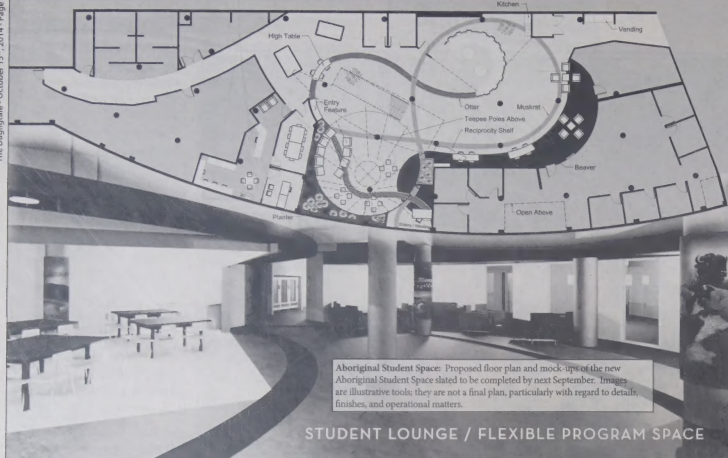 Kitchen
Vending
High Table
Entry
Feature
Otter
Muskrat
Teepee Poles Above
Reciprocity Shelf
Beaver
Planter
Open Above
Aboriginal Student Space: Proposed floor plan and mock-ups of the new
Aboriginal Student Space slated to be completed by next September. Images
are illustrative tools; they are not a final plan, particularly with regard to details,
finishes, and operational matters.
STUDENT LOUNGE / FLEXIBLE PROGRAM SPACE